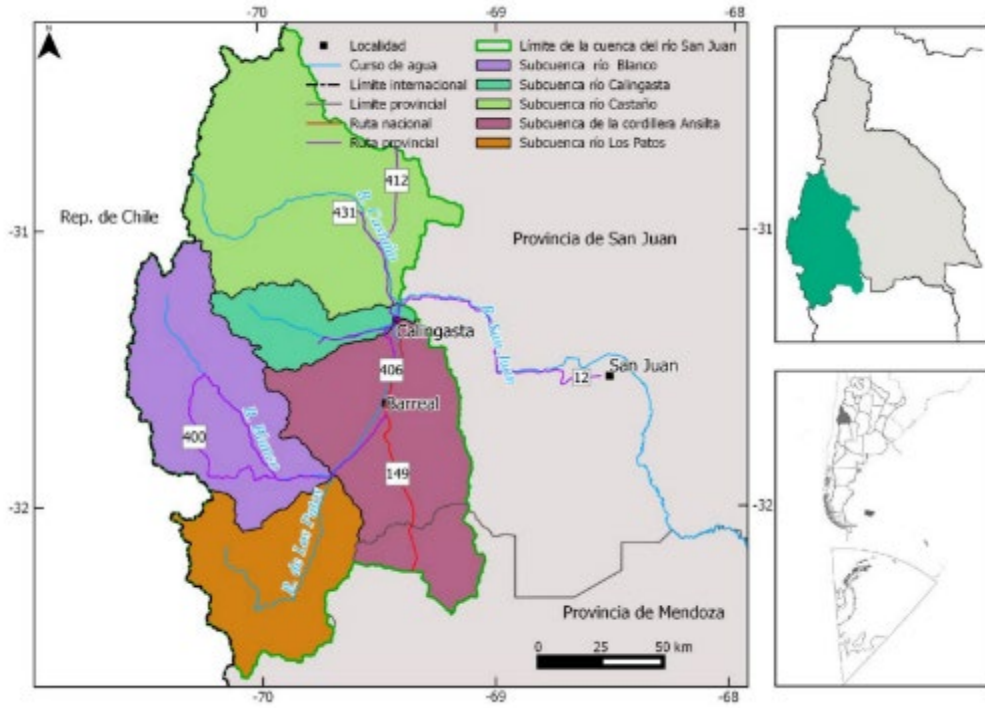 -70
-69
-68
N
Localidad
Curso de agua
Límite internacional
Límite provincial
Ruta nacional
Ruta provincial
Límite de la cuenca del río San Juan
Subcuenca río Blanco
Subcuenca río Calingasta
Subcuenca río Castaño
Subcuenca de la cordillera Ansilta
Subcuenca río Los Patos
412
431
R. Castaño
Rep. de Chile
-31
-31
Provincia de San Juan
Calingasta
R. San Juan
406
San Juan
12
Barreal
R. Blanco
400
149
-32
-32
R. de Los Patos
Provincia de Mendoza
0
25
50 km
-70
-69
-68